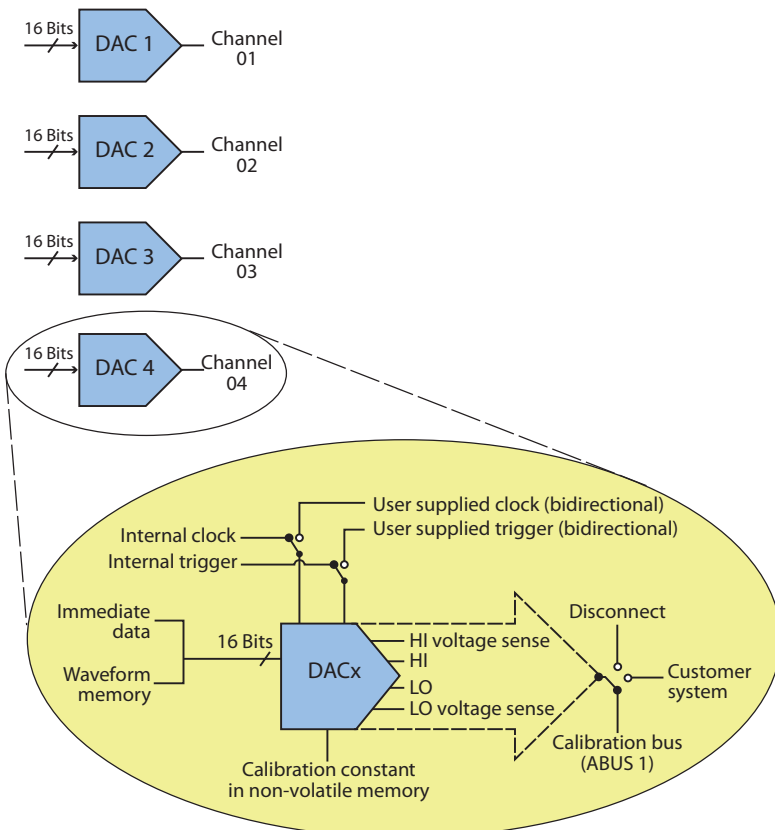 16 Bits
DAC 1
Channel
01
16 Bits
DAC 2
Channel
02
16 Bits
DAC 3
Channel
03
16 Bits
DAC 4
Channel
04
User supplied clock (bidirectional)
Internal clock
User supplied trigger (bidirectional)
Internal trigger
Immediate
data
16 Bits
Waveform
memory
DACx
HI voltage sense
HI
LO
LO voltage sense
Disconnect
Customer
system
Calibration bus
(ABUS 1)
Calibration constant
in non-volatile memory